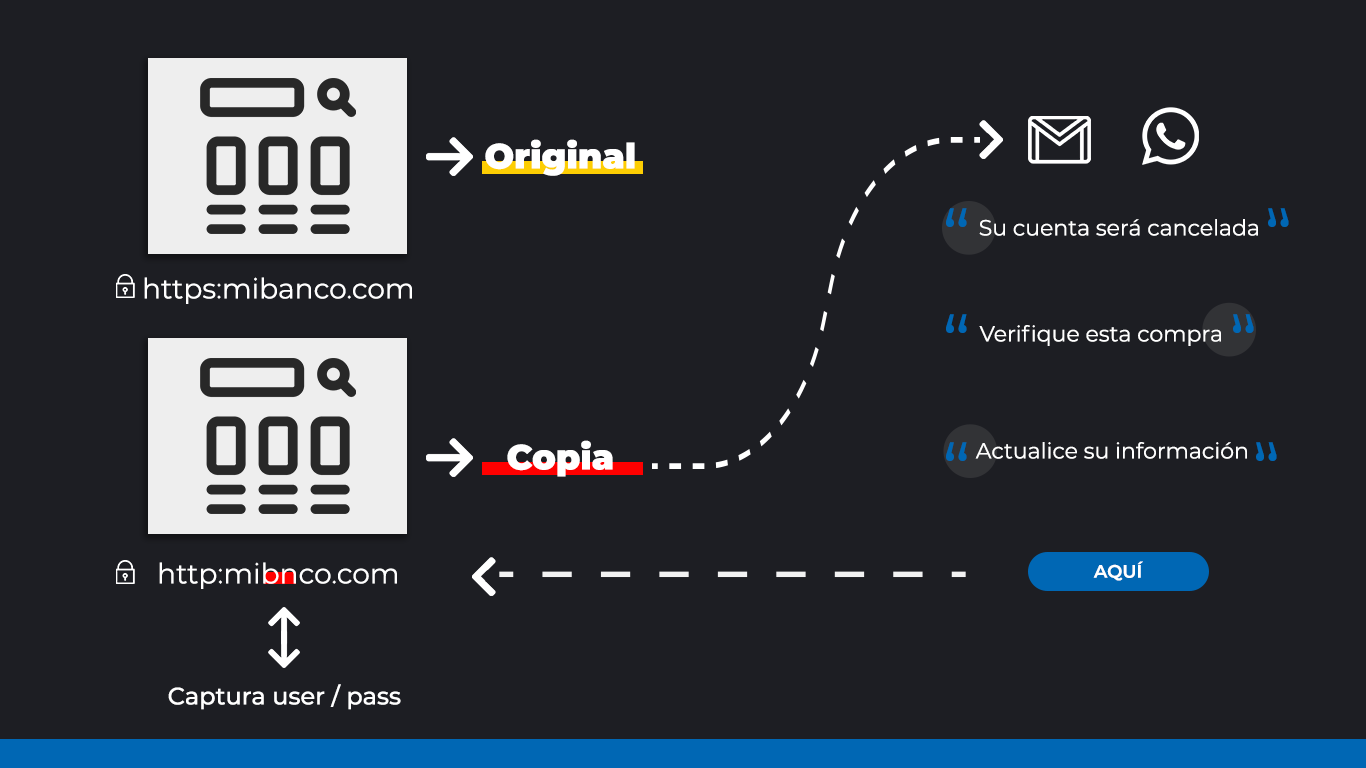 Original
https:mibanco.com
Copia
http:mibnco.com
Captura user / pass
“ Su cuenta será cancelada ”
“ Verifique esta compra ”
“ Actualice su información ”
AQUÍ